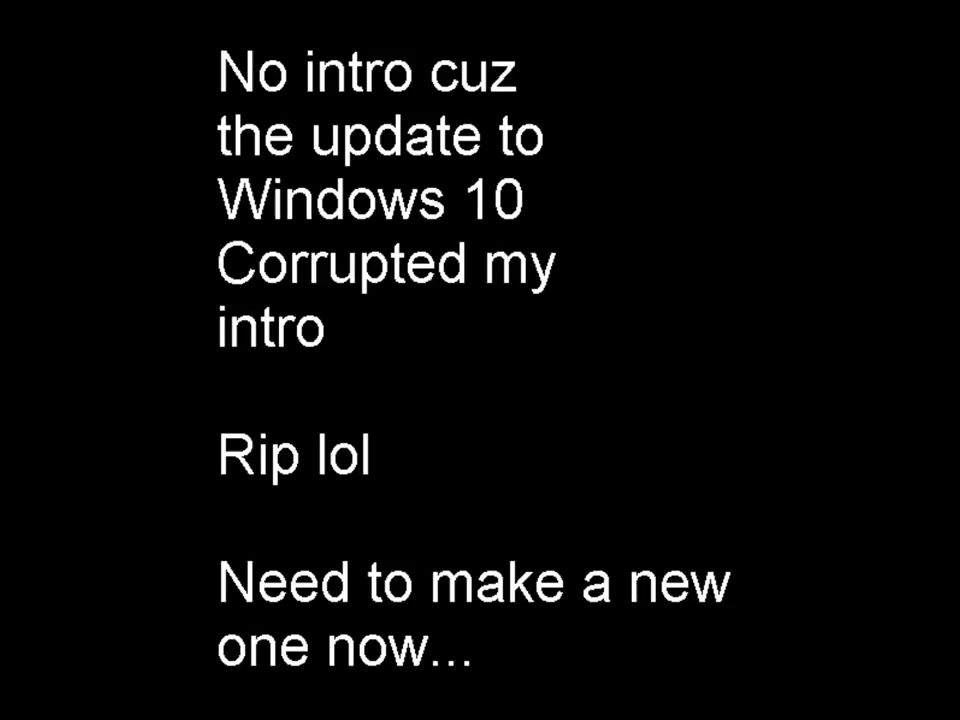 No intro cuz
the update to
Windows 10
Corrupted my
intro
Rip lol
Need to make a new
one now...